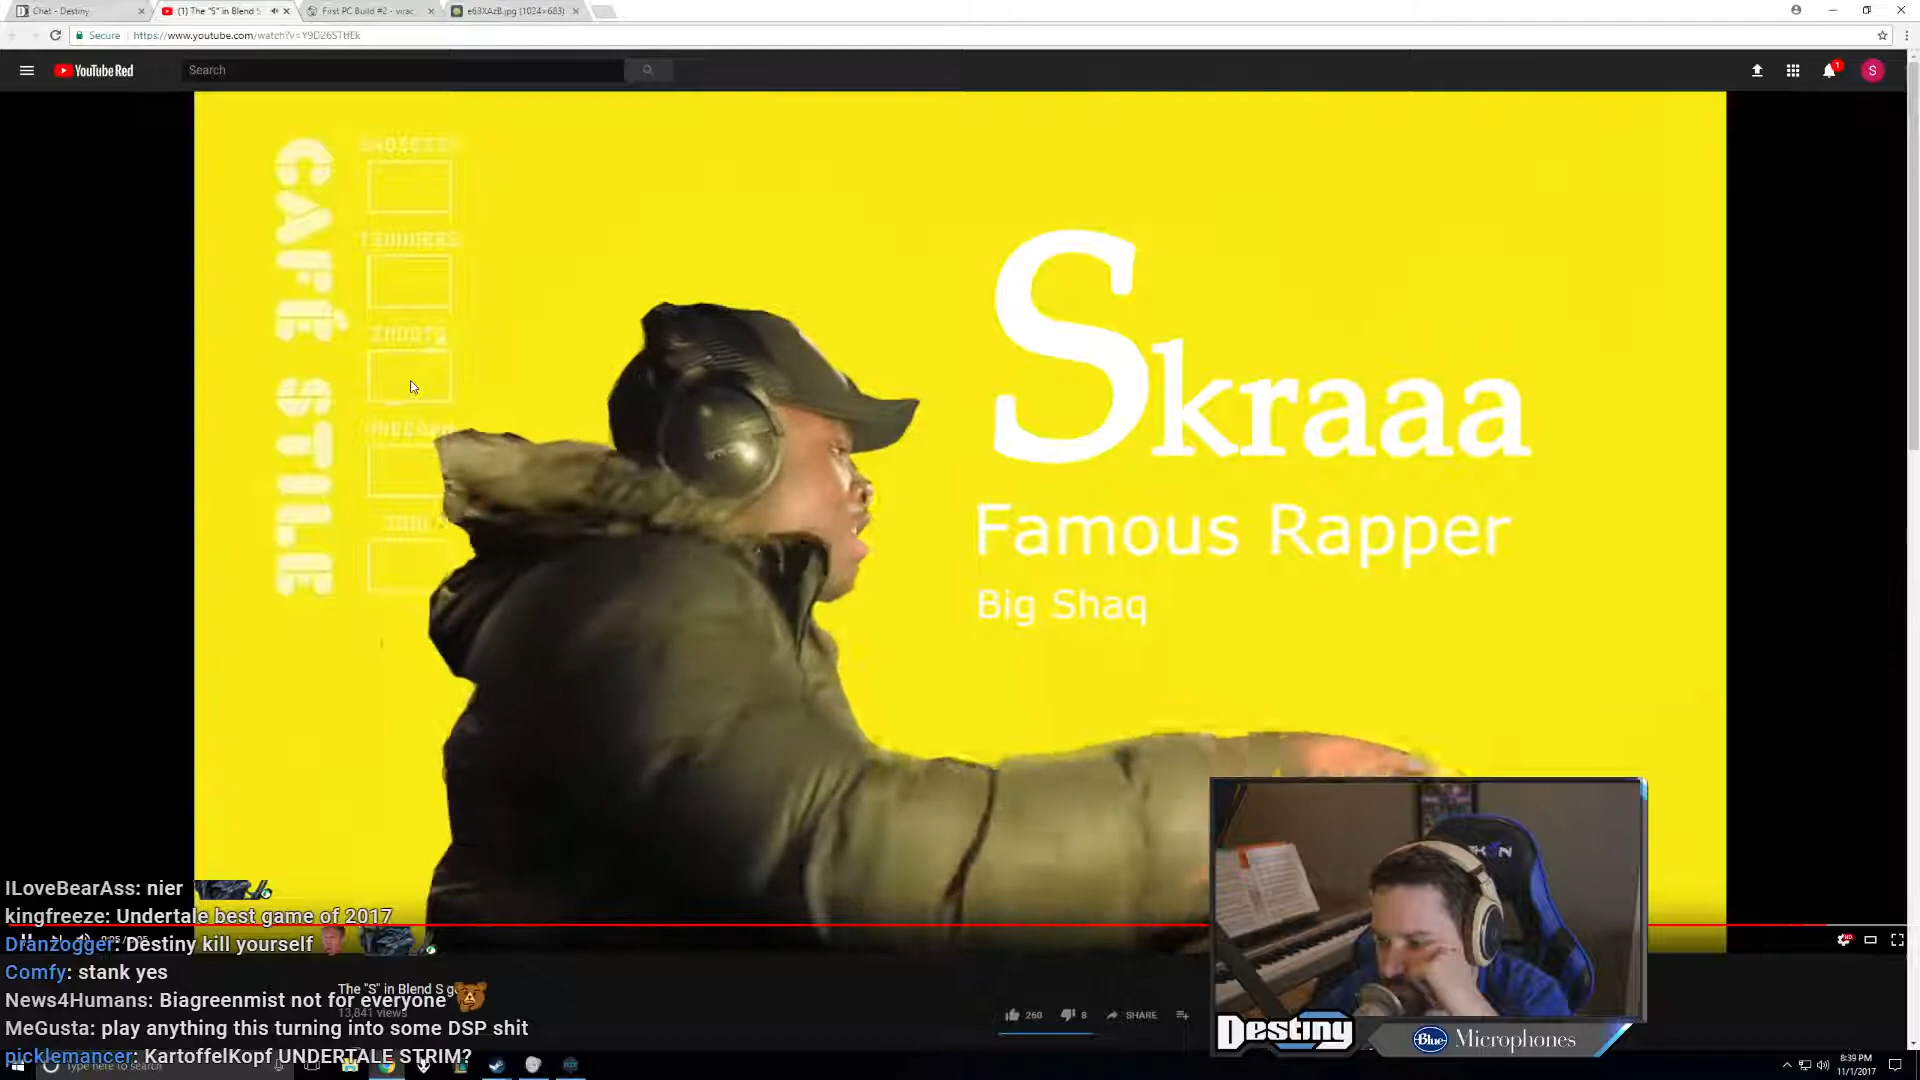 Chat - Destiny
(1) The "S" in Blend S
First PC Build #2 - virac
e63XAzB.jpg (1024×683)
Secure
https://www.youtube.com/watch?v=Y9D26STtfEk
YouTube Red
Search
1
S
CAFÉ STILE
Skraaa
Famous Rapper
Big Shaq
ILoveBearAss: nier
kingfreeze: Undertale best game of 2017
Dranzogger: Destiny kill yourself
Comfy: stank yes
News4Humans: Biagreenmist not for everyone
MeGusta: play anything this turning into some DSP shit
picklemancer: KartoffelKopf UNDERTALE STRIM?
The "S" in Blend S
13,841 views
260
8
SHARE
Destiny
Blue Microphones
Type here to search
8:39 PM
11/1/2017